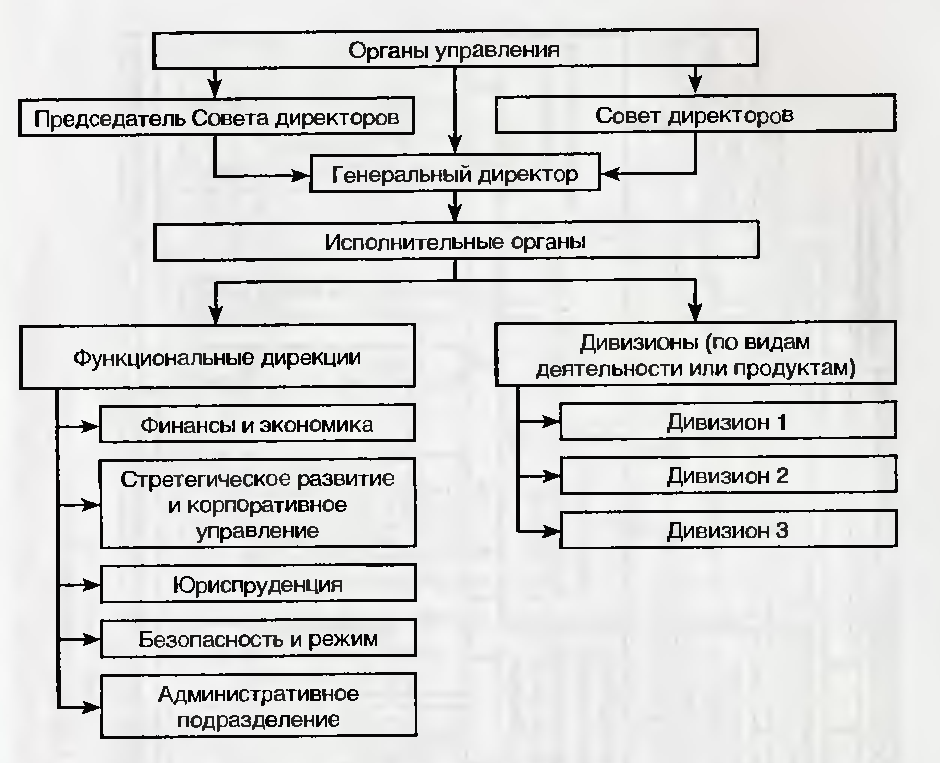 Органы управления
Председатель Совета директоров
Совет директоров
Генеральный директор
Исполнительные органы
Функциональные дирекции
Финансы и экономика
Стретегическое развитие
и корпоративное
управление
Юриспруденция
Безопасность и режим
Административное
подразделение
Дивизионы (по видам
деятельности или продуктам)
Дивизион 1
Дивизион 2
Дивизион 3